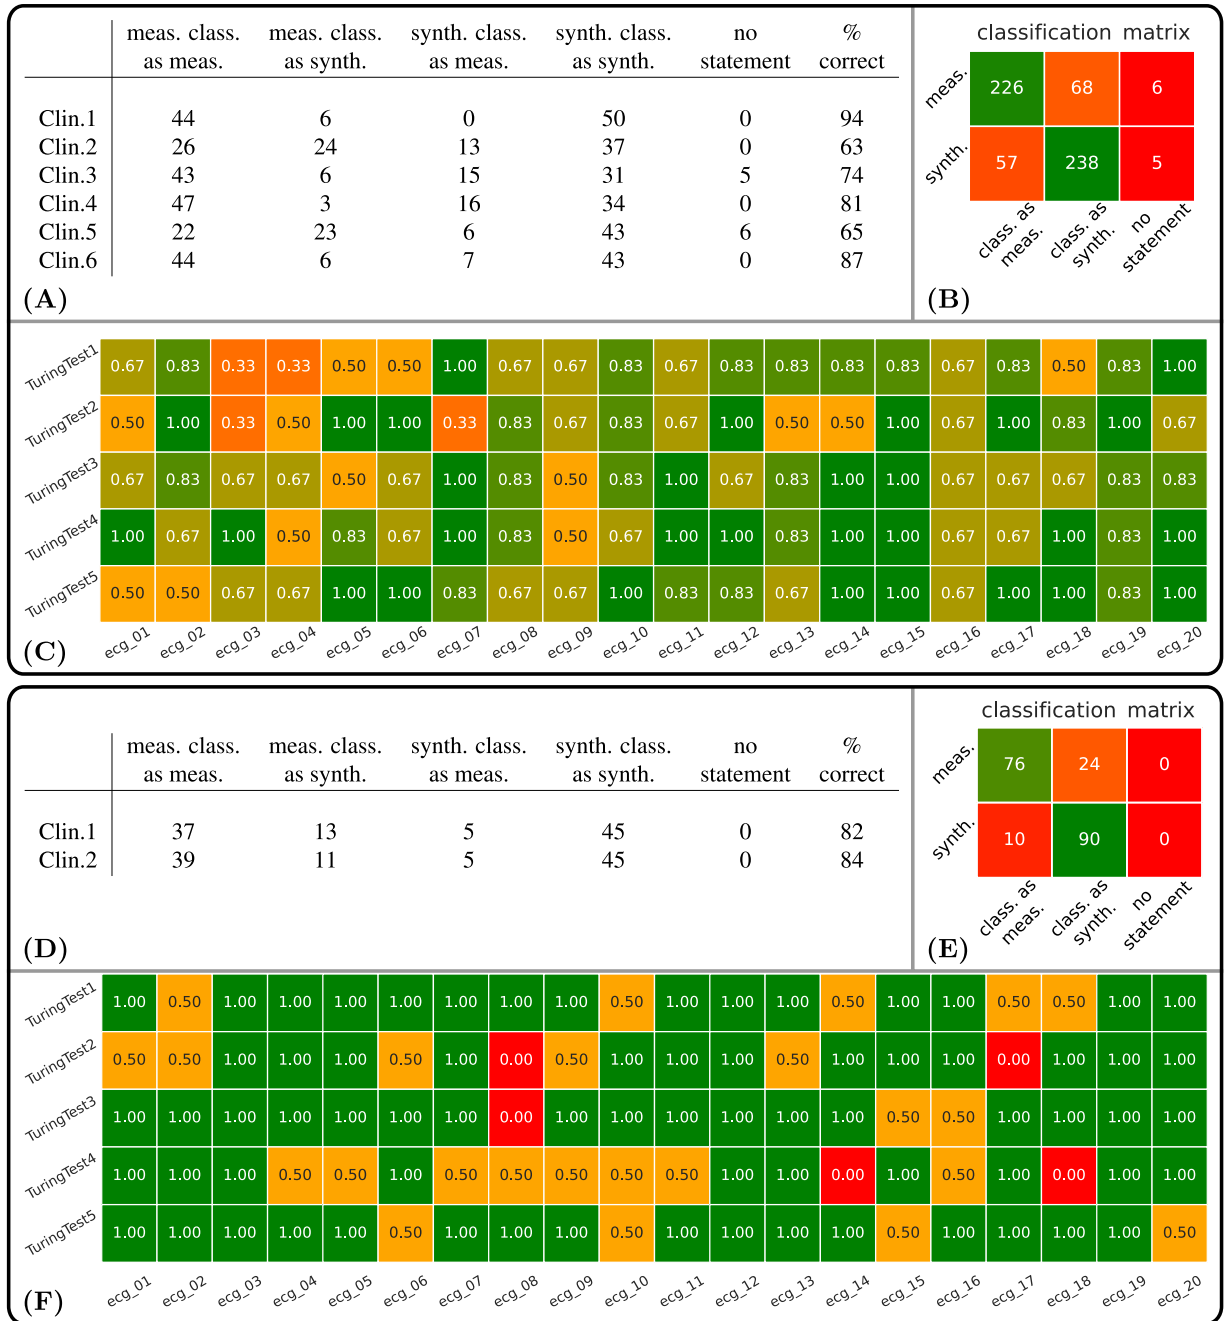 meas. class. meas. class. synth. class. synth. class. no %
as meas. as synth. as meas. as synth. statement correct
Clin.1 44 6 0 50 0 94
Clin.2 26 24 13 37 0 63
Clin.3 43 6 15 31 5 74
Clin.4 47 3 16 34 0 81
Clin.5 22 23 6 43 6 65
Clin.6 44 6 7 43 0 87
(A)
classification matrix
meas. 226 68 6
synth. 57 238 5
class. as meas. class. as synth. no statement
(B)
TuringTest1 0.67 0.83 0.33 0.33 0.50 0.50 1.00 0.67 0.67 0.83 0.67 0.83 0.83 0.83 0.83 0.67 0.83 0.50 0.83 1.00
TuringTest2 0.50 1.00 0.33 0.50 1.00 1.00 0.33 0.83 0.67 0.83 0.67 1.00 0.50 0.50 1.00 0.67 1.00 0.83 1.00 0.67
TuringTest3 0.67 0.83 0.67 0.67 0.50 0.67 1.00 0.83 0.50 0.83 1.00 0.67 0.83 1.00 1.00 0.67 0.67 0.67 0.83 0.83
TuringTest4 1.00 0.67 1.00 0.50 0.83 0.67 1.00 0.83 0.50 0.67 1.00 1.00 0.83 1.00 1.00 0.67 0.67 1.00 0.83 1.00
TuringTest5 0.50 0.50 0.67 0.67 1.00 1.00 0.83 0.67 0.67 1.00 0.83 0.83 0.67 1.00 1.00 0.67 1.00 1.00 0.83 1.00
ecg_01 ecg_02 ecg_03 ecg_04 ecg_05 ecg_06 ecg_07 ecg_08 ecg_09 ecg_10 ecg_11 ecg_12 ecg_13 ecg_14 ecg_15 ecg_16 ecg_17 ecg_18 ecg_19 ecg_20
(C)
meas. class. meas. class. synth. class. synth. class. no %
as meas. as synth. as meas. as synth. statement correct
Clin.1 37 13 5 45 0 82
Clin.2 39 11 5 45 0 84
(D)
classification matrix
meas. 76 24 0
synth. 10 90 0
class. as meas. class. as synth. no statement
(E)
TuringTest1 1.00 0.50 1.00 1.00 1.00 1.00 1.00 1.00 1.00 0.50 1.00 1.00 1.00 0.50 1.00 1.00 0.50 0.50 1.00 1.00
TuringTest2 0.50 0.50 1.00 1.00 1.00 0.50 1.00 0.00 0.50 1.00 1.00 1.00 0.50 1.00 1.00 1.00 0.00 1.00 1.00 1.00
TuringTest3 1.00 1.00 1.00 1.00 1.00 1.00 1.00 0.00 1.00 1.00 1.00 1.00 1.00 1.00 0.50 0.50 1.00 1.00 1.00 1.00
TuringTest4 1.00 1.00 1.00 0.50 0.50 1.00 0.50 0.50 0.50 0.50 0.50 1.00 1.00 0.00 1.00 0.50 1.00 0.00 1.00 1.00
TuringTest5 1.00 1.00 1.00 1.00 1.00 0.50 1.00 1.00 1.00 0.50 1.00 1.00 1.00 1.00 0.50 1.00 1.00 1.00 1.00 0.50
ecg_01 ecg_02 ecg_03 ecg_04 ecg_05 ecg_06 ecg_07 ecg_08 ecg_09 ecg_10 ecg_11 ecg_12 ecg_13 ecg_14 ecg_15 ecg_16 ecg_17 ecg_18 ecg_19 ecg_20
(F)